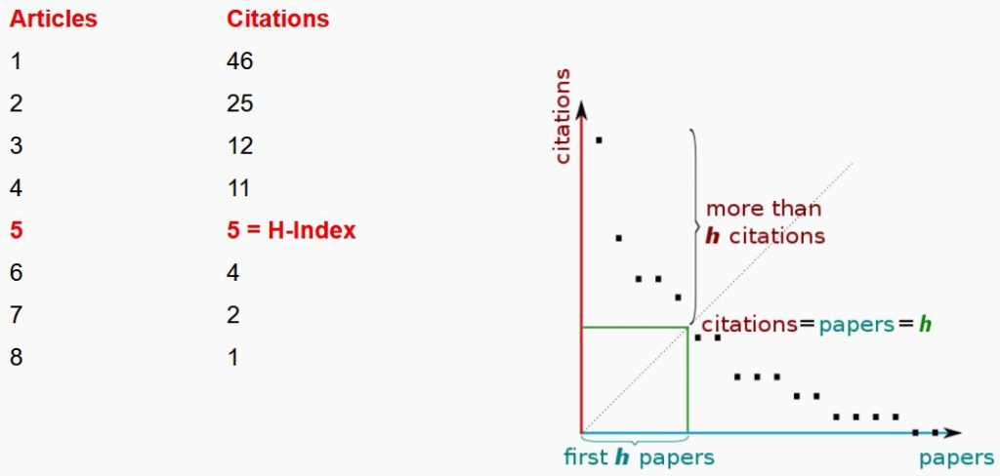 Articles Citations
1 46
2 25
3 12
4 11
5 5 = H-Index
6 4
7 2
8 1
citations
more than
h citations
citations=papers=h
first h papers
papers